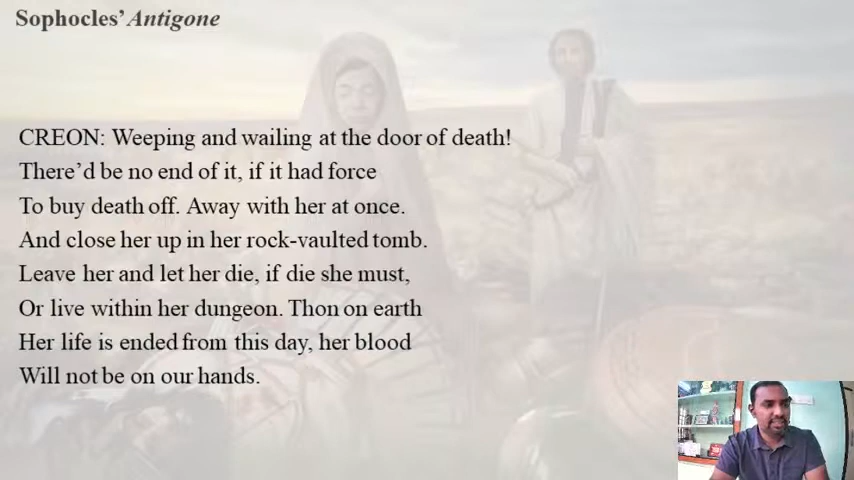 Sophocles’ Antigone
CREON: Weeping and wailing at the door of death!
There’d be no end of it, if it had force
To buy death off. Away with her at once.
And close her up in her rock-vaulted tomb.
Leave her and let her die, if die she must,
Or live within her dungeon. Thon on earth
Her life is ended from this day, her blood
Will not be on our hands.